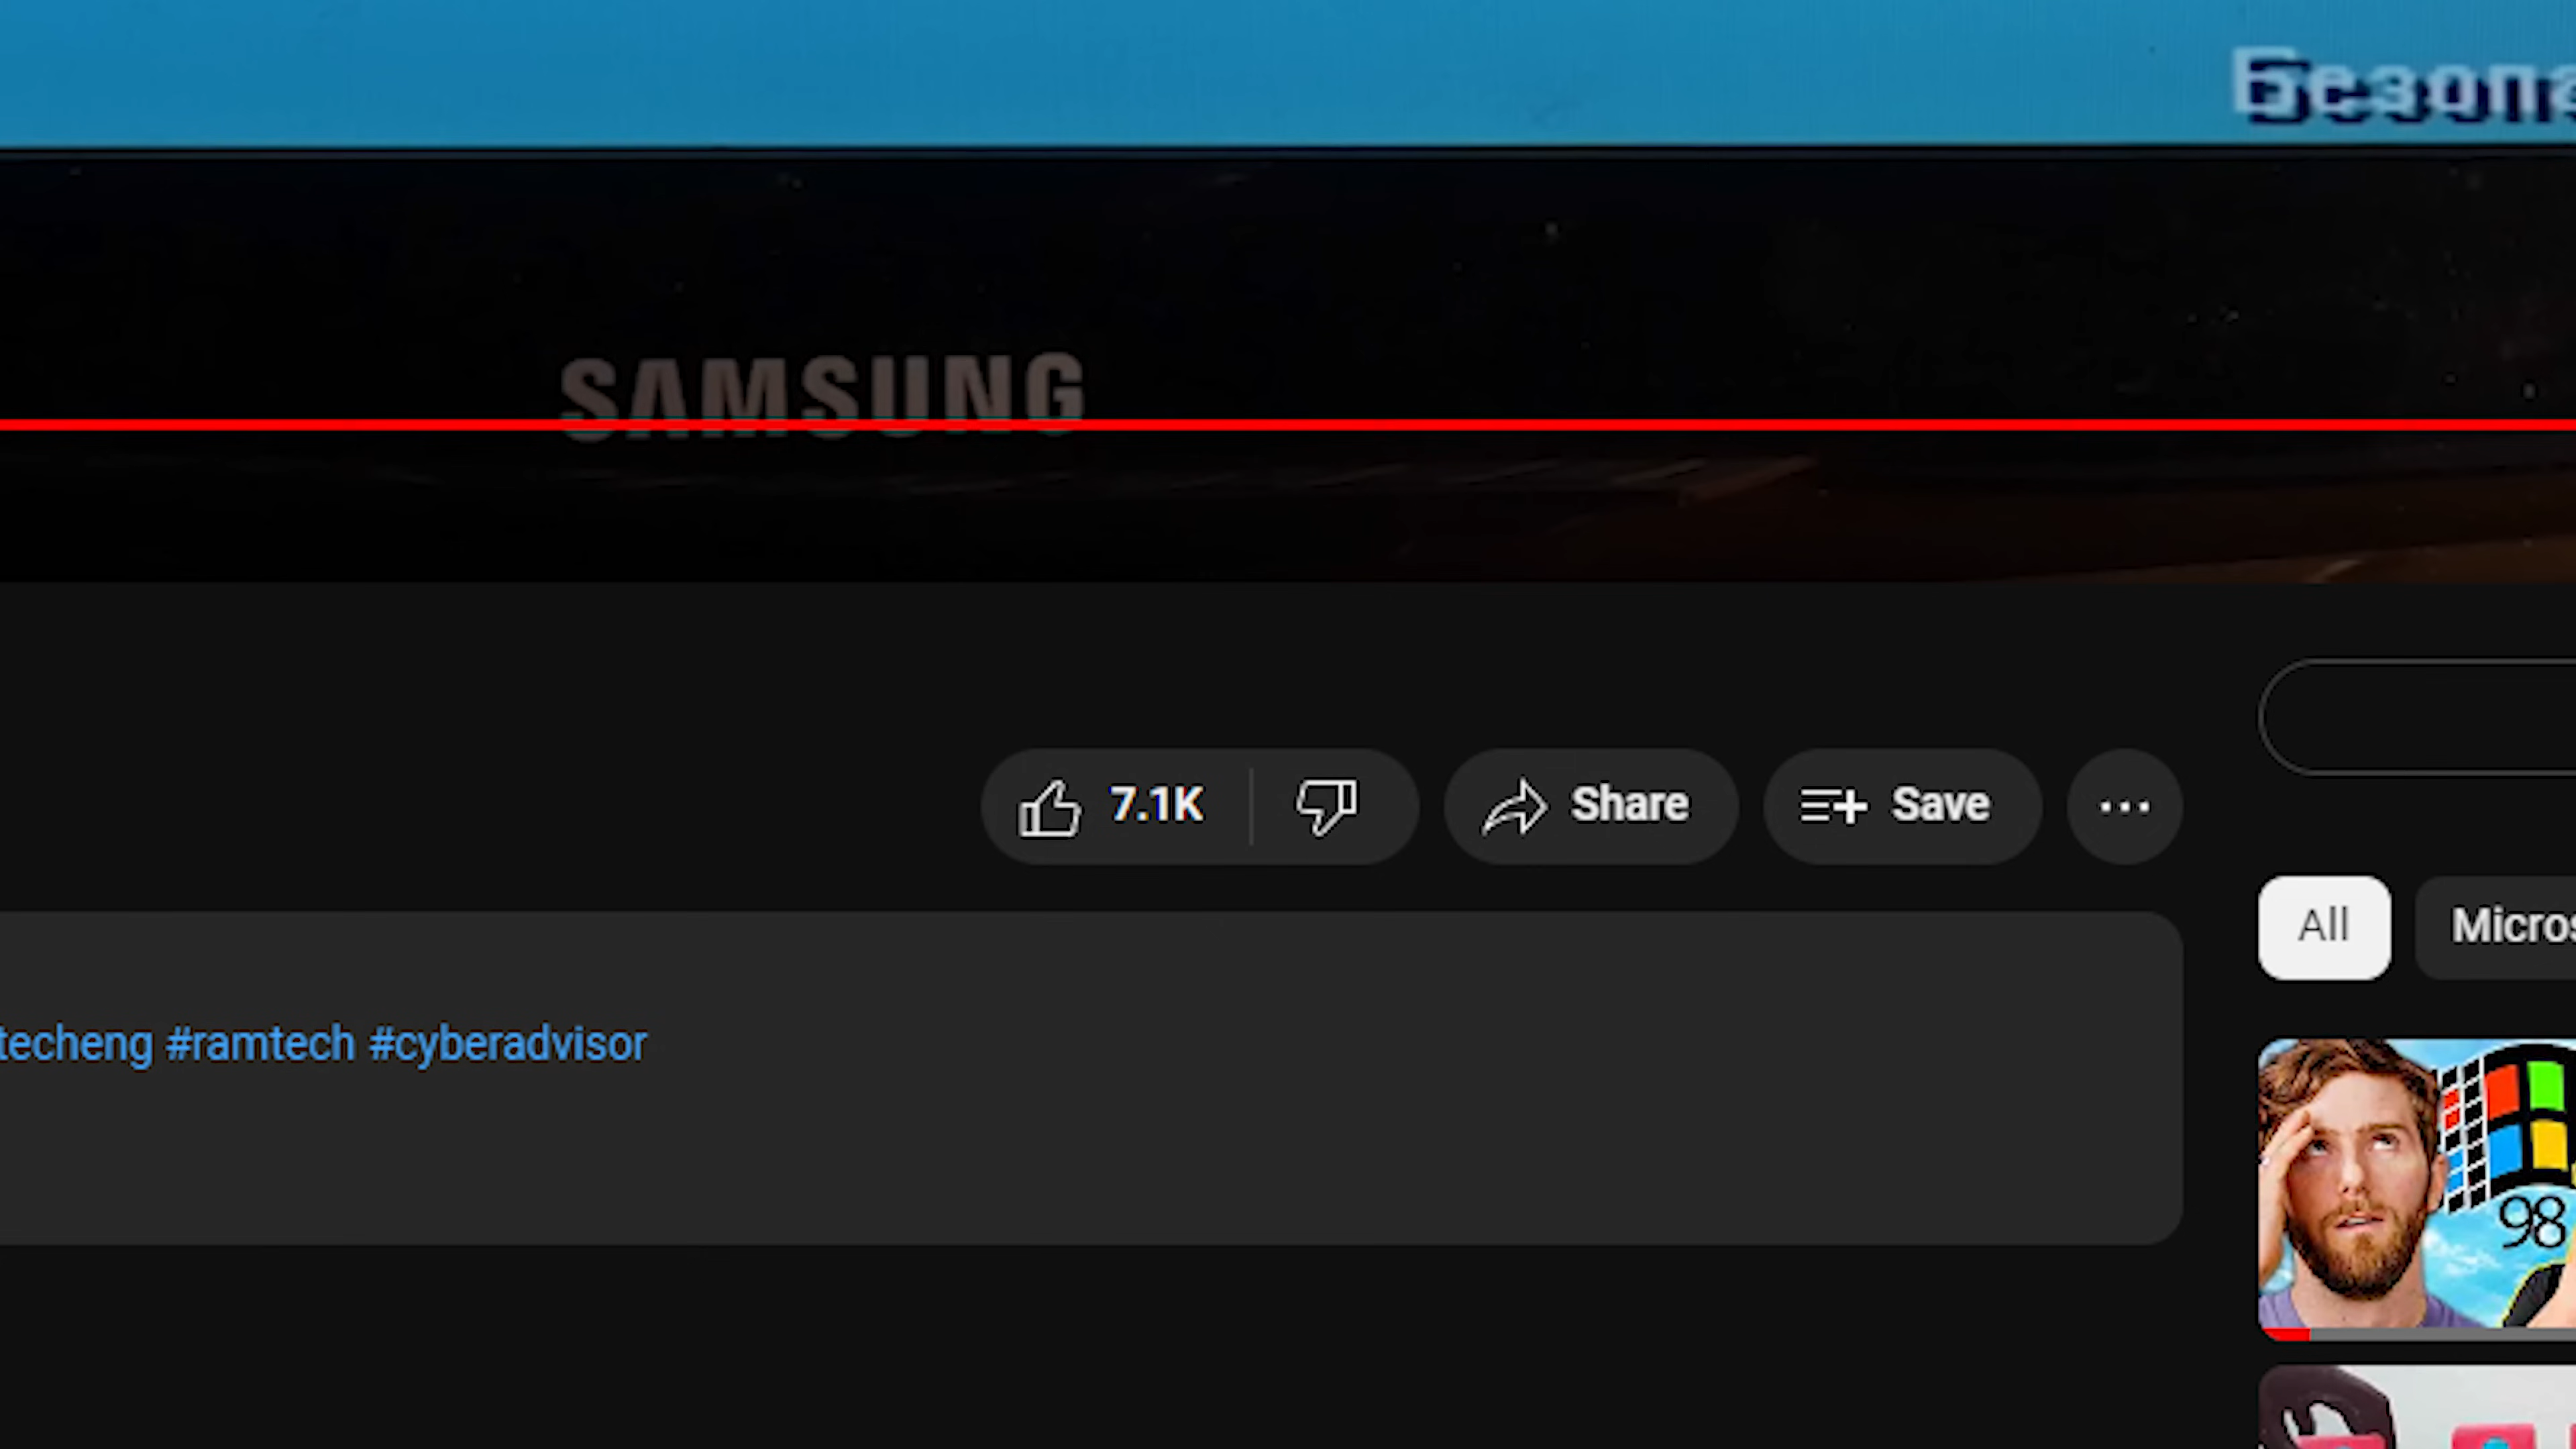 Безопа
SAMSUNG
7.1K
Share
Save
All
Micros
techeng #ramtech #cyberadvisor
98